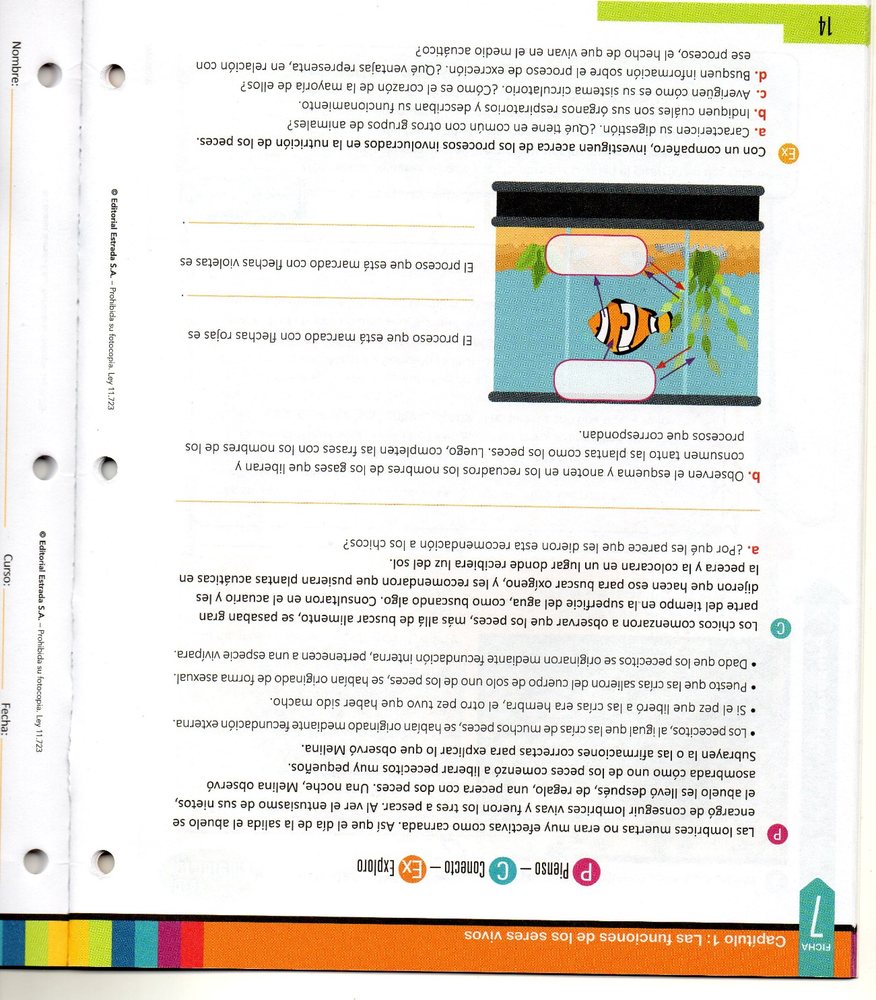 FICHA
7
Capítulo 1: Las funciones de los seres vivos
P Pienso – C Conecto – Ex Exploro
P
Las lombrices muertas no eran muy efectivas como carnada. Así que el día de la salida el abuelo se
encargó de conseguir lombrices vivas y fueron los tres a pescar. Al ver el entusiasmo de sus nietos,
el abuelo les llevó después, de regalo, una pecera con dos peces. Una noche, Melina observó
asombrada cómo uno de los peces comenzó a liberar pececitos muy pequeños.
Subrayen la o las afirmaciones correctas para explicar lo que observó Melina.
• Los pececitos, al igual que las crías de muchos peces, se habían originado mediante fecundación externa.
• Si el pez que liberó a las crías era hembra, el otro pez tuvo que haber sido macho.
• Puesto que las crías salieron del cuerpo de solo uno de los peces, se habían originado de forma asexual.
• Dado que los pececitos se originaron mediante fecundación interna, pertenecen a una especie vivípara.
C
Los chicos comenzaron a observar que los peces, más allá de buscar alimento, se pasaban gran
parte del tiempo en la superficie del agua, como buscando algo. Consultaron en el acuario y les
dijeron que hacen eso para buscar oxígeno, y les recomendaron que pusieran plantas acuáticas en
la pecera y la colocaran en un lugar donde recibiera luz del sol.
a. ¿Por qué les parece que les dieron esta recomendación a los chicos?
b. Observen el esquema y anoten en los recuadros los nombres de los gases que liberan y
consumen tanto las plantas como los peces. Luego, completen las frases con los nombres de los
procesos que correspondan.
El proceso que está marcado con flechas rojas es
.
El proceso que está marcado con flechas violetas es
.
Ex
Con un compañero, investiguen acerca de los procesos involucrados en la nutrición de los peces.
a. Caractericen su digestión. ¿Qué tiene en común con otros grupos de animales?
b. Indiquen cuáles son sus órganos respiratorios y describan su funcionamiento.
c. Averigüen cómo es su sistema circulatorio. ¿Cómo es el corazón de la mayoría de ellos?
d. Busquen información sobre el proceso de excreción. ¿Qué ventajas representa, en relación con
ese proceso, el hecho de que vivan en el medio acuático?
14
© Editorial Estrada S.A. – Prohibida su fotocopia. Ley 11.723
© Editorial Estrada S.A. – Prohibida su fotocopia. Ley 11.723
Nombre:
Curso:
Fecha: